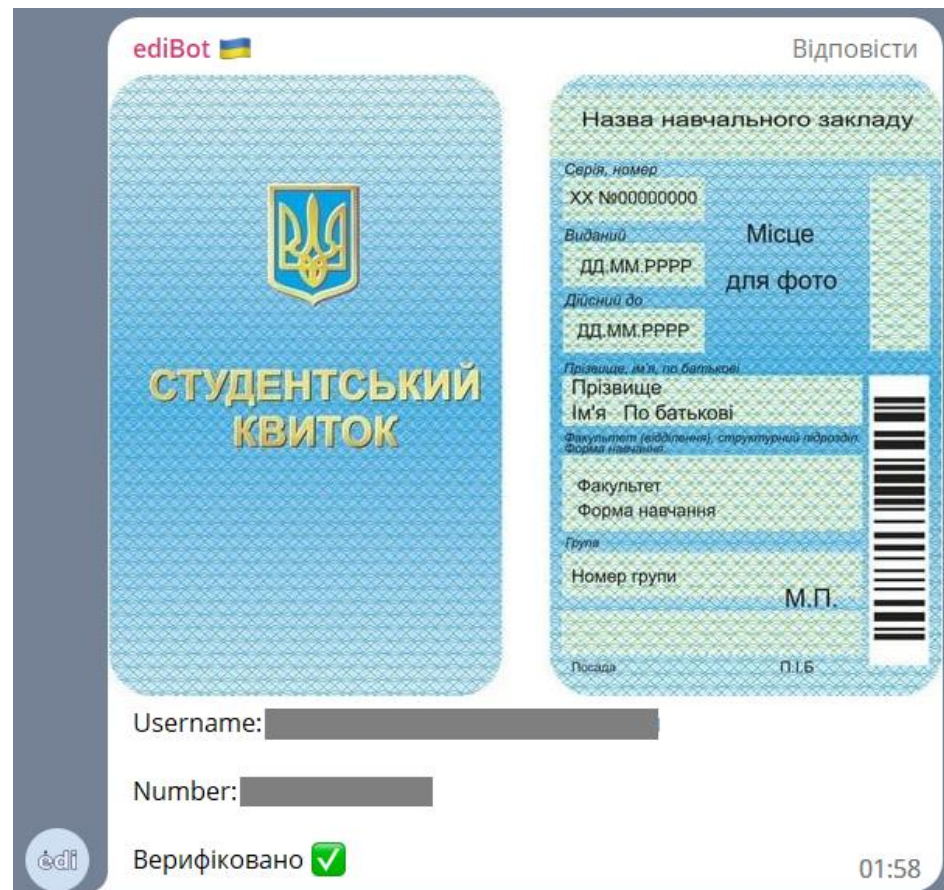 ediBot 🇺🇦
Відповісти
СТУДЕНТСЬКИЙ
КВИТОК
Назва навчального закладу
Серія, номер
ХХ №00000000
Виданий
ДД.ММ.РРРР
Дійсний до
ДД.ММ.РРРР
Місце
для фото
Прізвище, ім'я, по батькові
Прізвище
Ім'я По батькові
Факультет (відділення), структурний підрозділ.
Форма навчання
Факультет
Форма навчання
Група
Номер групи
М.П.
Посада П.І.Б
Username:
Number:
edi
Верифіковано ✅
01:58